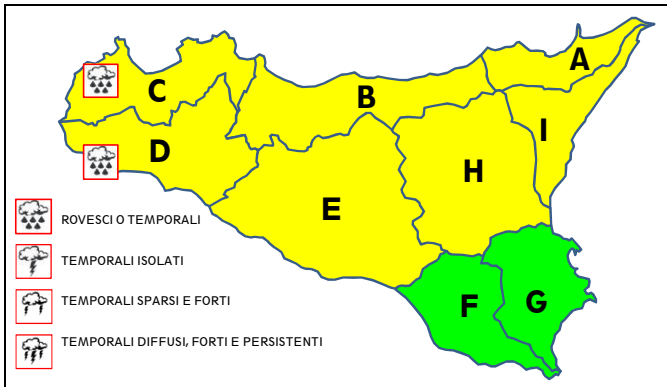 A
C
B
I
D
H
E
ROVESCI O TEMPORALI
TEMPORALI ISOLATI
F
G
TEMPORALI SPARSI E FORTI
TEMPORALI DIFFUSI, FORTI E PERSISTENTI